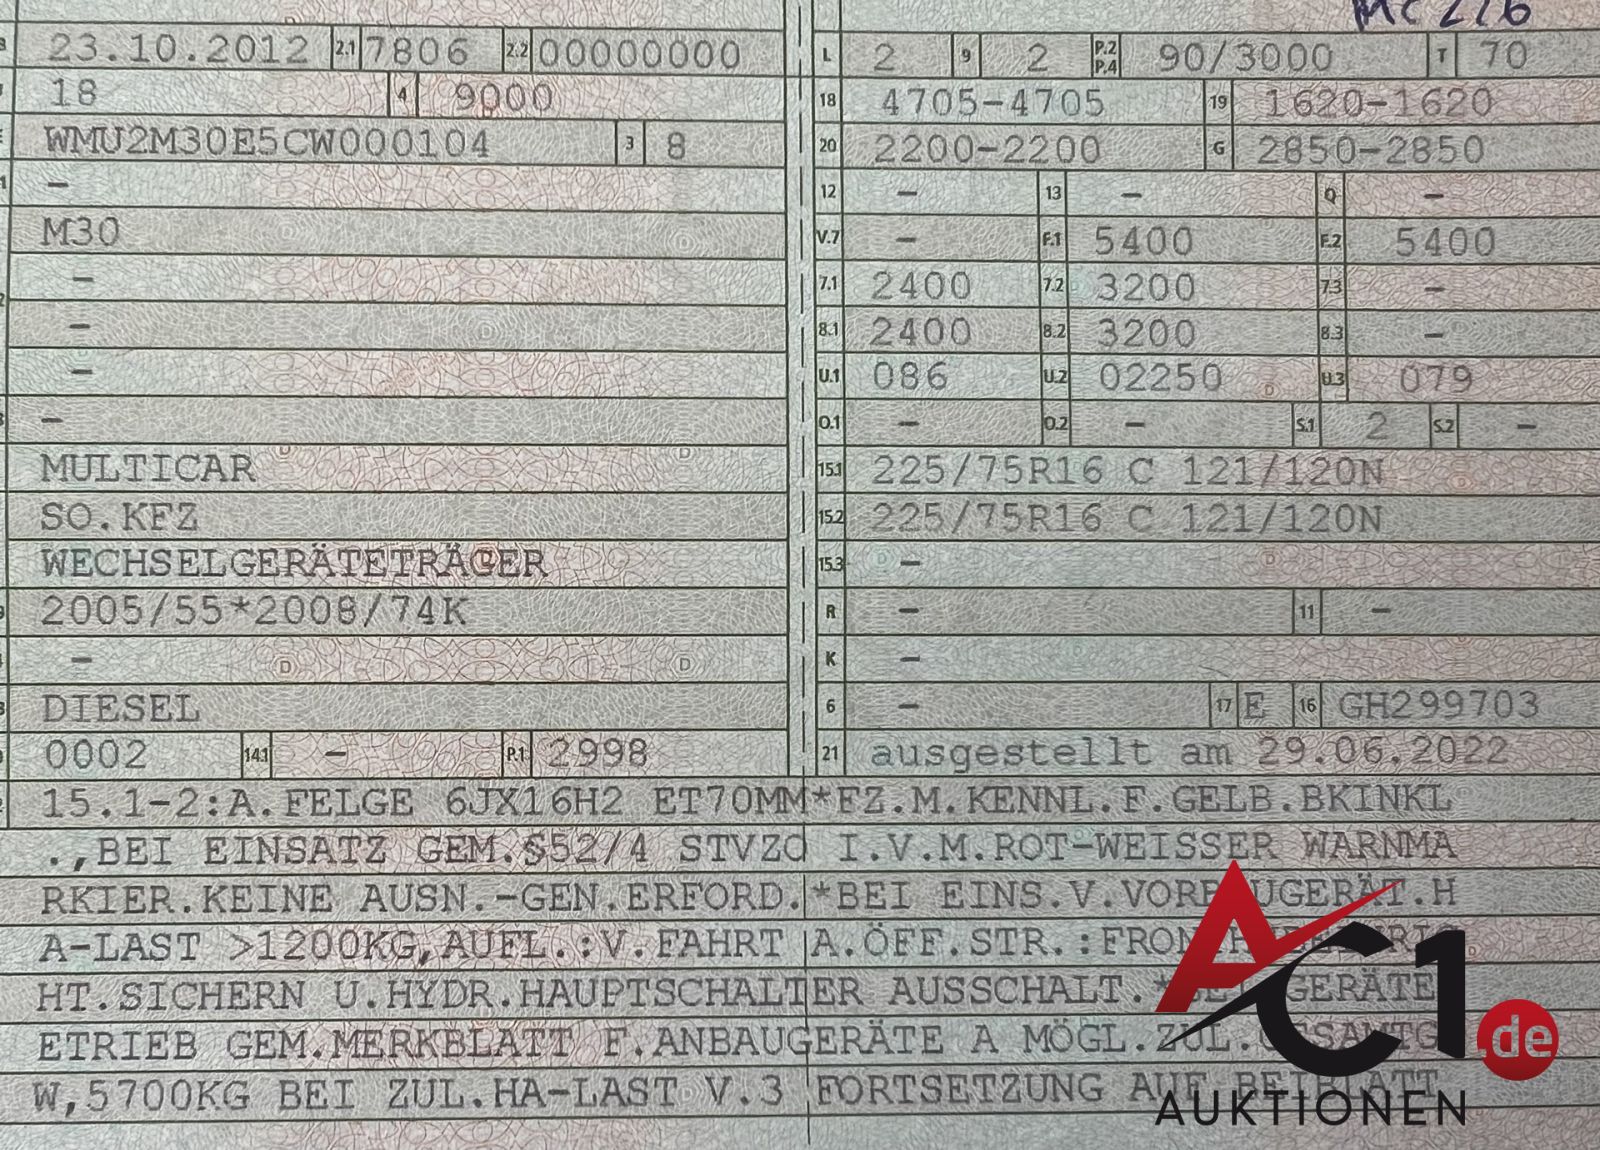 23.10.2012 2.1 7806 2.2 00000000
18 4 9000
WMU2M30E5CW000104 3 8
–
M30
–
–
–
–
MULTICAR
SO.KFZ
WECHSELGERÄTETRÄGER
2005/55*2008/74K
–
DIESEL
0002 14.1 – P.1 2998
L 2 9 2 P.2 P.4 90/3000 T 70
18 4705-4705 19 1620-1620
20 2200-2200 G 2850-2850
12 – 13 – Q –
V.7 – F.1 5400 F.2 5400
7.1 2400 7.2 3200 7.3 –
8.1 2400 8.2 3200 8.3 –
U.1 086 U.2 02250 U.3 079
O.1 – O.2 – S.1 2 S.2 –
15.1 225/75R16 C 121/120N
15.2 225/75R16 C 121/120N
15.3 –
R – 11 –
K –
6 – 17 E 16 GH299703
21 ausgestellt am 29.06.2022
15.1-2:A.FELGE 6JX16H2 ET70MM*FZ.M.KENNL.F.GELB.BKINKL
.,BEI EINSATZ GEM.§52/4 STVZO I.V.M.ROT-WEISSER WARNMA
RKIER.KEINE AUSN.-GEN.ERFORD.*BEI EINS.V.VORBAUGERÄT.H
A-LAST >1200KG,AUFL.:V.FAHRT A.ÖFF.STR.:
HT.SICHERN U.HYDR.HAUPTSCHALTER AUSSCHALT. GERÄTE
ETRIEB GEM.MERKBLATT F.ANBAUGERÄTE A MÖGL.ZUL.GESAMTG
W,5700KG BEI ZUL.HA-LAST V.3 FORTSETZUNG AUF BEIBLATT
AC1.de
AUKTIONEN